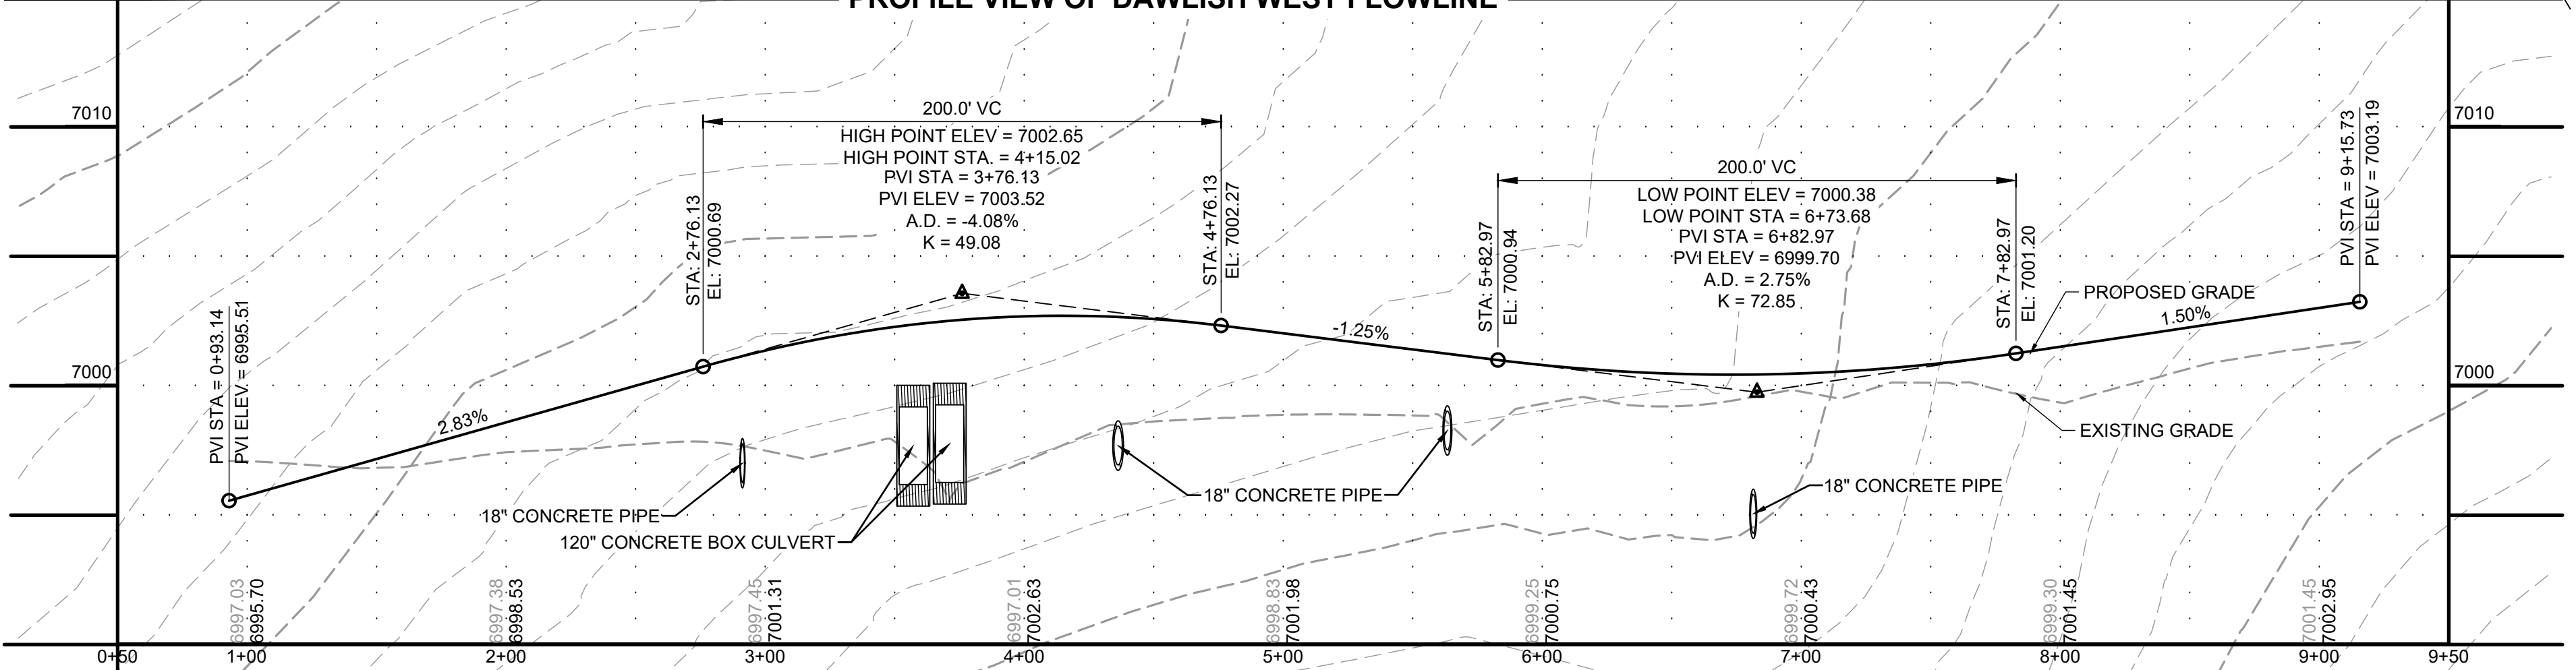 PROFILE VIEW OF DAWLISH WEST FLOWLINE
7010
7010
200.0' VC
HIGH POINT ELEV = 7002.65
HIGH POINT STA. = 4+15.02
PVI STA = 3+76.13
PVI ELEV = 7003.52
A.D. = -4.08%
K = 49.08
200.0' VC
LOW POINT ELEV = 7000.38
LOW POINT STA = 6+73.68
PVI STA = 6+82.97
PVI ELEV = 6999.70
A.D. = 2.75%
K = 72.85
PVI STA = 0+93.14
PVI ELEV = 6995.51
STA: 2+76.13
EL: 7000.69
STA: 4+76.13
EL: 7002.27
STA: 5+82.97
EL: 7000.94
STA: 7+82.97
EL: 7001.20
PVI STA = 9+15.73
PVI ELEV = 7003.19
PROPOSED GRADE
-1.25%
1.50%
7000
7000
2.83%
EXISTING GRADE
18" CONCRETE PIPE
18" CONCRETE PIPE
18" CONCRETE PIPE
120" CONCRETE BOX CULVERT
6997.03
6995.70
6997.38
6998.53
6997.45
7001.31
6997.01
7002.63
6998.83
7001.98
6999.25
7000.75
6999.72
7000.43
6999.30
7001.45
7001.45
7002.95
0+50
1+00
2+00
3+00
4+00
5+00
6+00
7+00
8+00
9+00
9+50